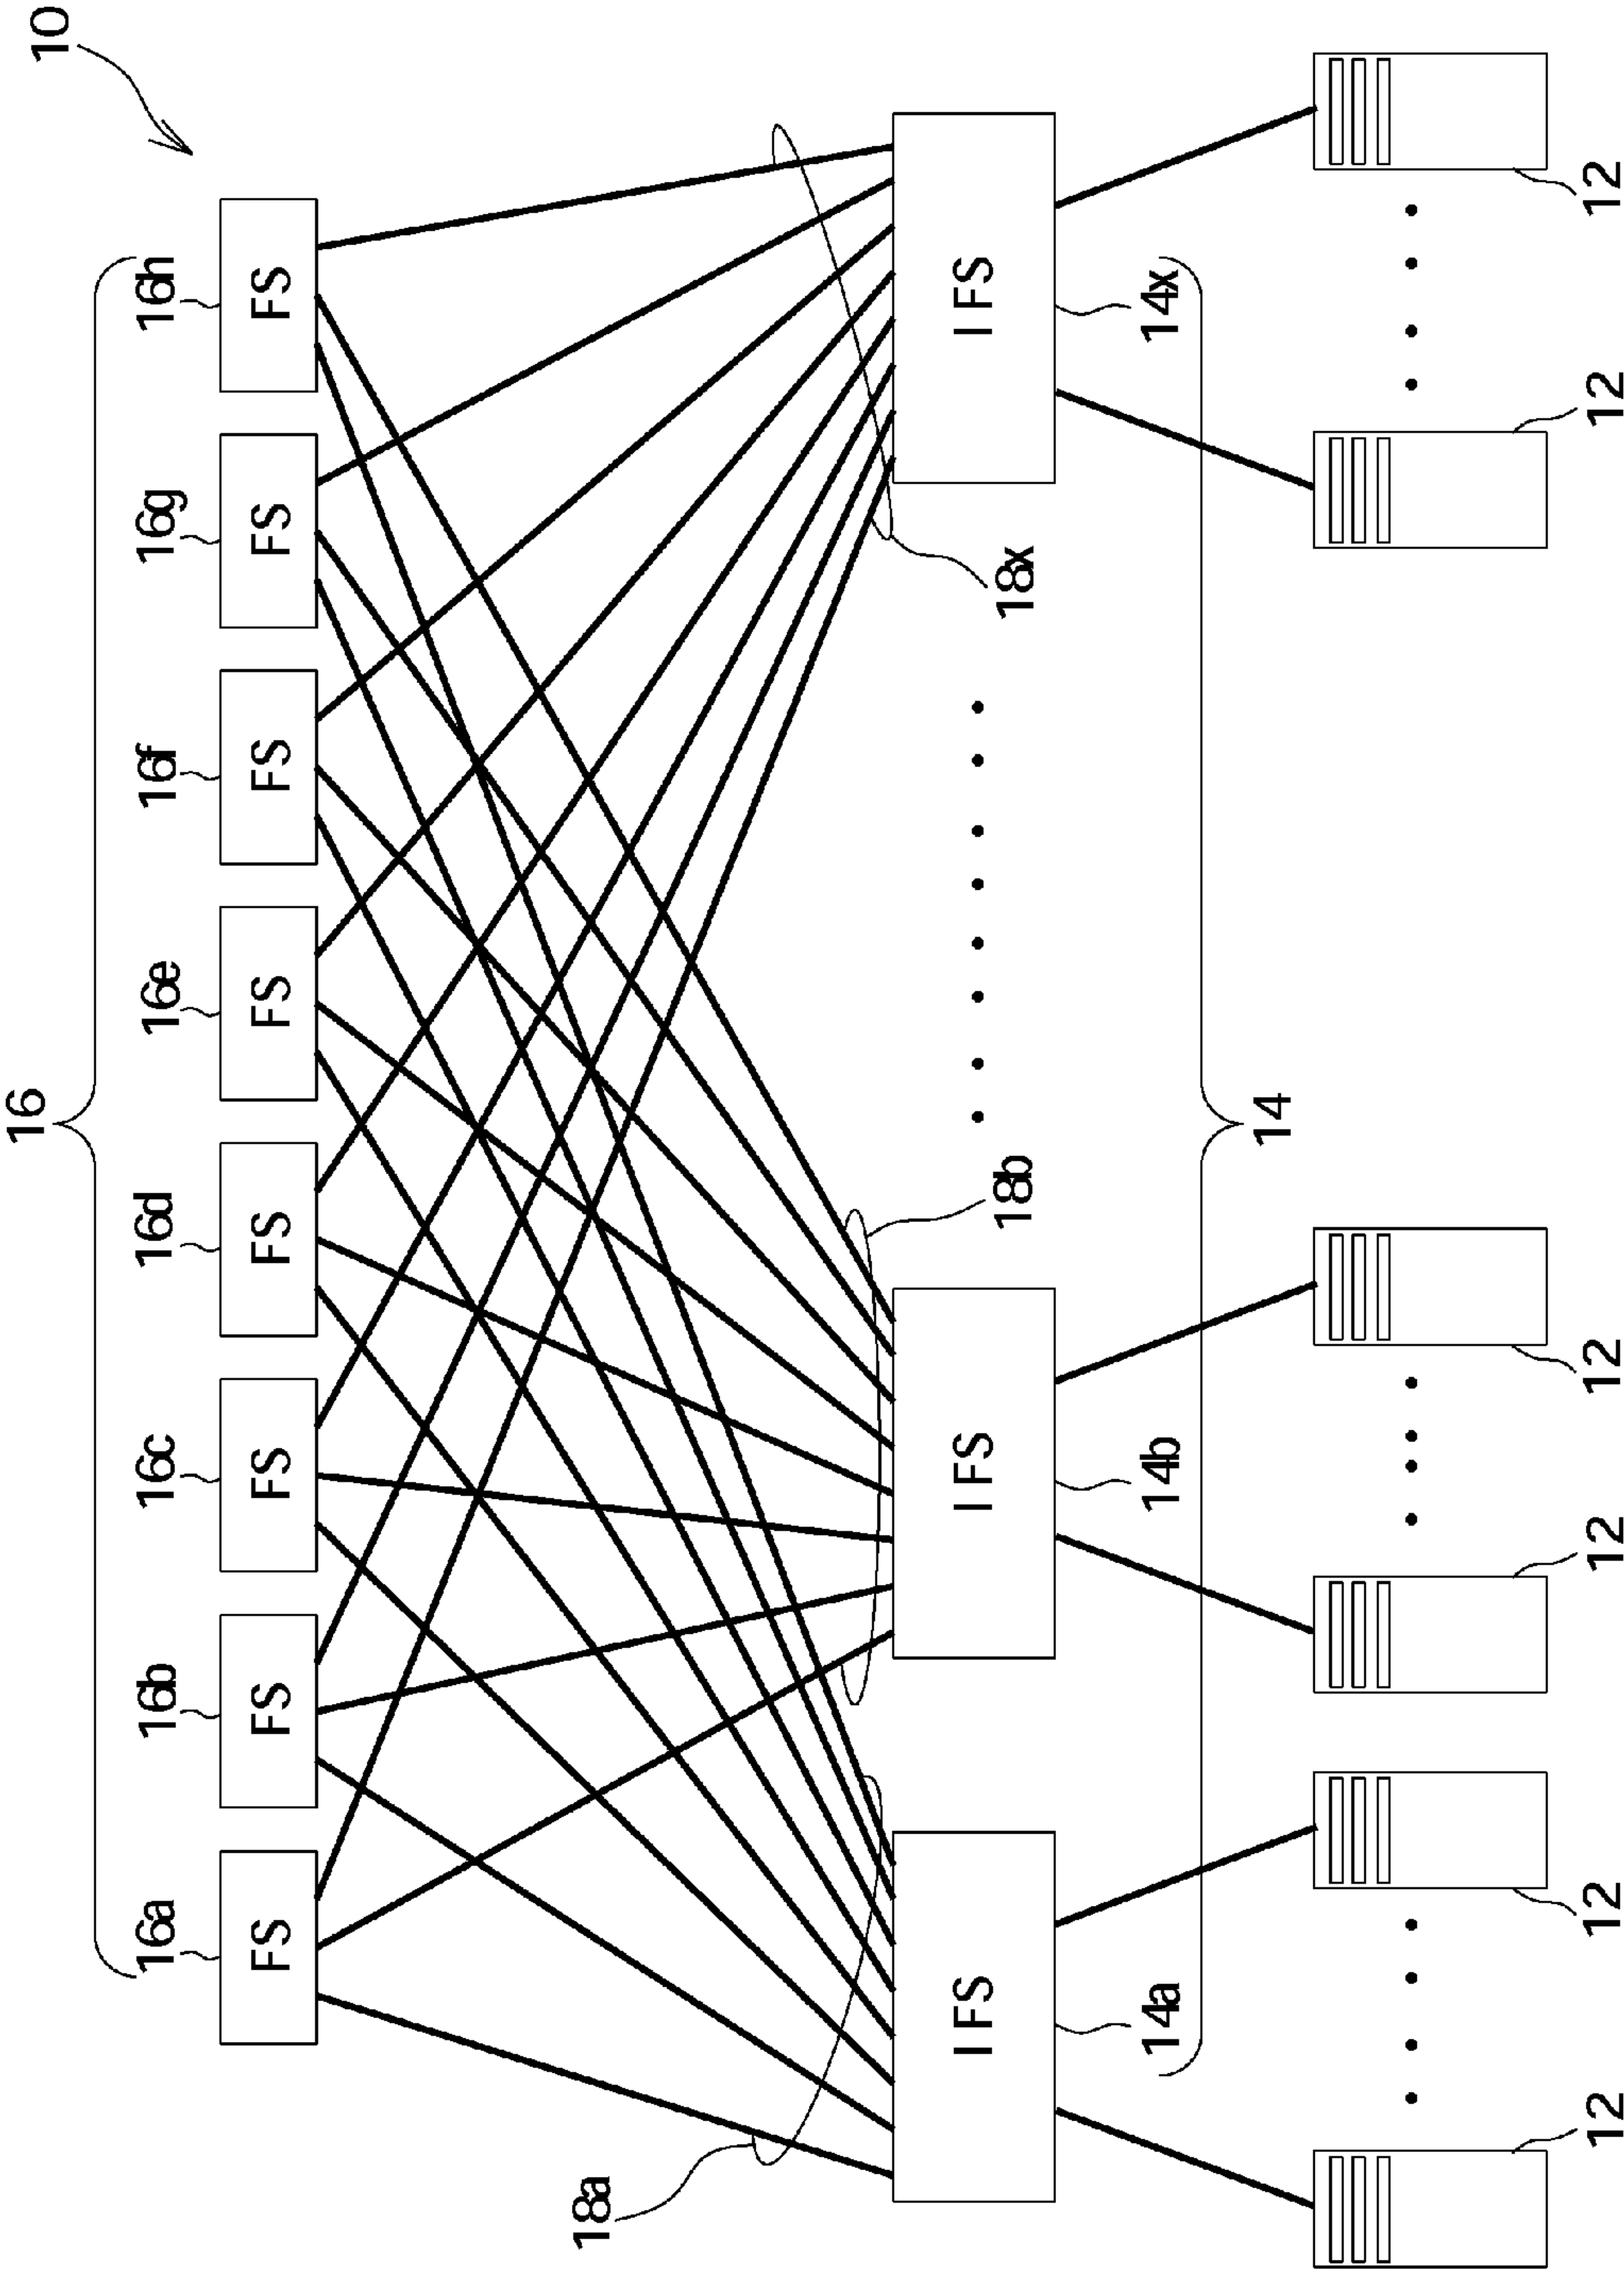 10
16
16a 16b 16c 16d 16e 16f 16g 16h
FS FS FS FS FS FS FS FS
18a 18b 18x
IFS IFS IFS
14a 14b 14x
14
12 12 12 12 12 12